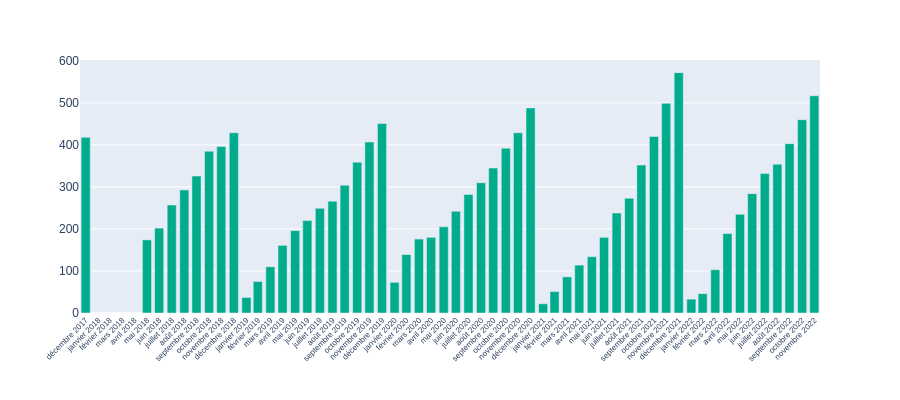 600
500
400
300
200
100
0
décembre 2017
janvier 2018
février 2018
mars 2018
avril 2018
mai 2018
juin 2018
juillet 2018
août 2018
septembre 2018
octobre 2018
novembre 2018
décembre 2018
janvier 2019
février 2019
mars 2019
avril 2019
mai 2019
juin 2019
juillet 2019
août 2019
septembre 2019
octobre 2019
novembre 2019
décembre 2019
janvier 2020
février 2020
mars 2020
avril 2020
mai 2020
juin 2020
juillet 2020
août 2020
septembre 2020
octobre 2020
novembre 2020
décembre 2020
janvier 2021
février 2021
mars 2021
avril 2021
mai 2021
juin 2021
juillet 2021
août 2021
septembre 2021
octobre 2021
novembre 2021
décembre 2021
janvier 2022
février 2022
mars 2022
avril 2022
mai 2022
juin 2022
juillet 2022
août 2022
septembre 2022
octobre 2022
novembre 2022